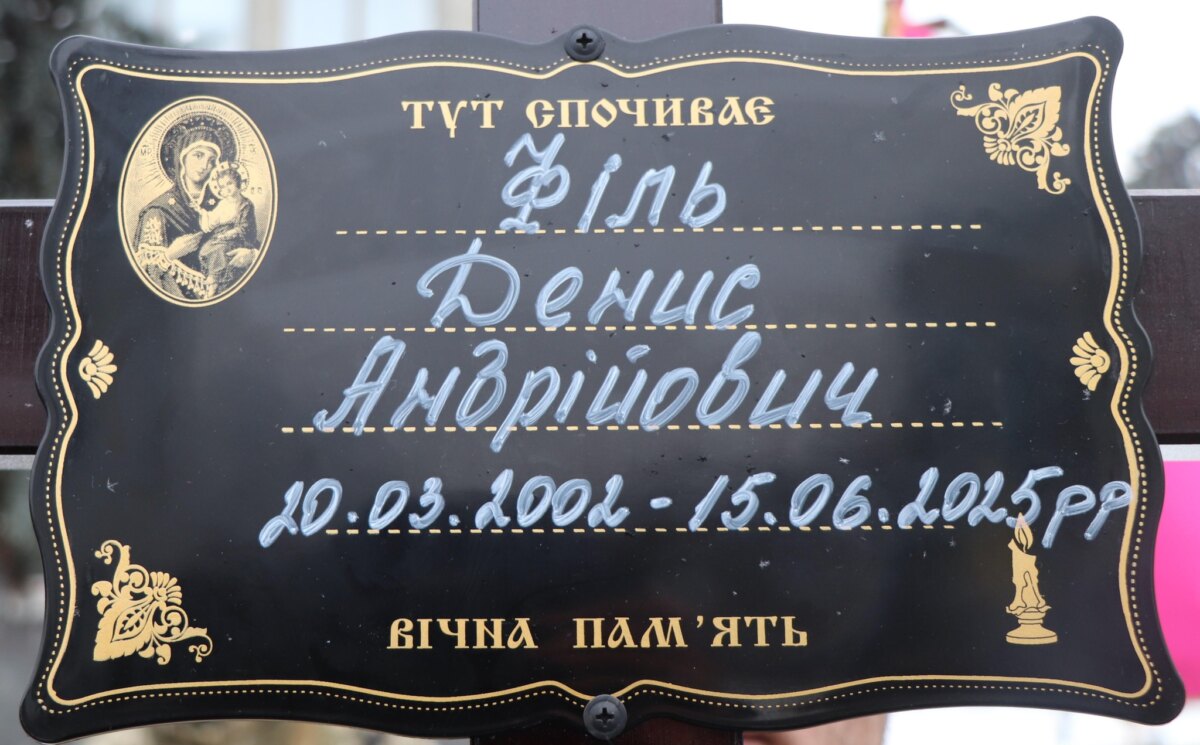 ТУТ СПОЧИВАЄ
Філь
Денис
Андрійович
20.03.2002 - 15.06.2025рр
ВІЧНА ПАМ'ЯТЬ